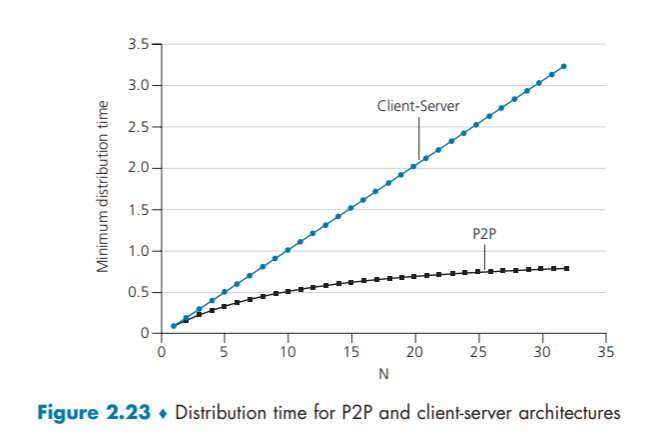 3.5
3.0
Client-Server
2.5
2.0
1.5
P2P
1.0
0.5
0
Minimum distribution time
0 5 10 15 20 25 30 35
N
Figure 2.23 ♦ Distribution time for P2P and client-server architectures